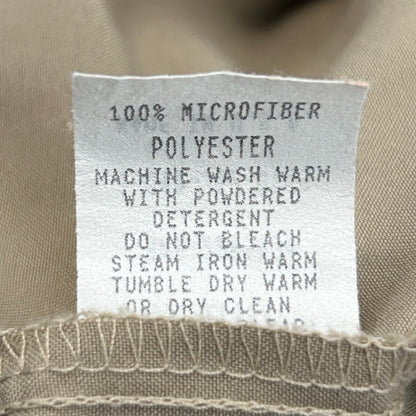 100% MICROFIBER
POLYESTER
MACHINE WASH WARM
WITH POWDERED
DETERGENT
DO NOT BLEACH
STEAM IRON WARM
TUMBLE DRY WARM
OR DRY CLEAN